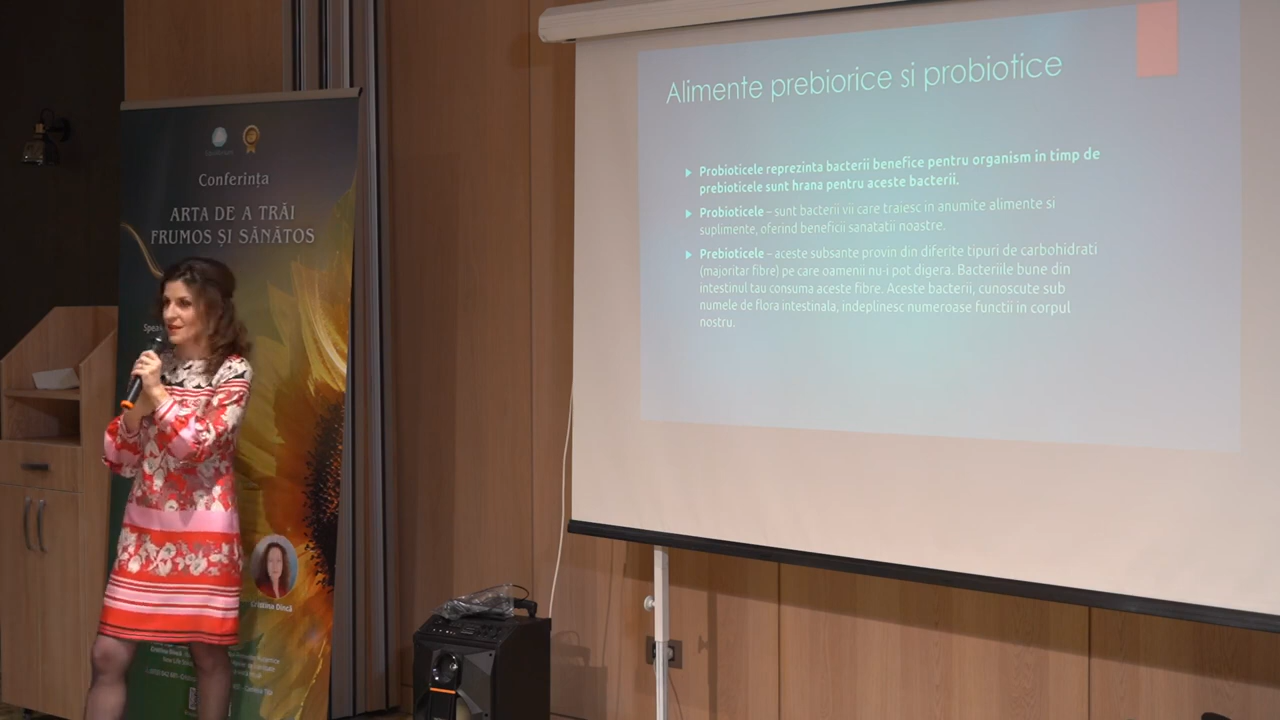 Conferința
ARTA DE A TRĂI
FRUMOS ȘI SĂNĂTOS
Cristina Dincă
Alimente prebiorice si probiotice
Probioticele reprezinta bacterii benefice pentru organism in timp de
prebioticele sunt hrana pentru aceste bacterii.
Probioticele – sunt bacterii vii care traiesc in anumite alimente si
suplimente, oferind beneficii sanatatii noastre.
Prebioticele – aceste subsante provin din diferite tipuri de carbohidrati
(majoritar fibre) pe care oamenii nu-i pot digera. Bacteriile bune din
intestinul tau consuma aceste fibre. Aceste bacterii, cunoscute sub
numele de flora intestinala, indeplinesc numeroase functii in corpul
nostru.